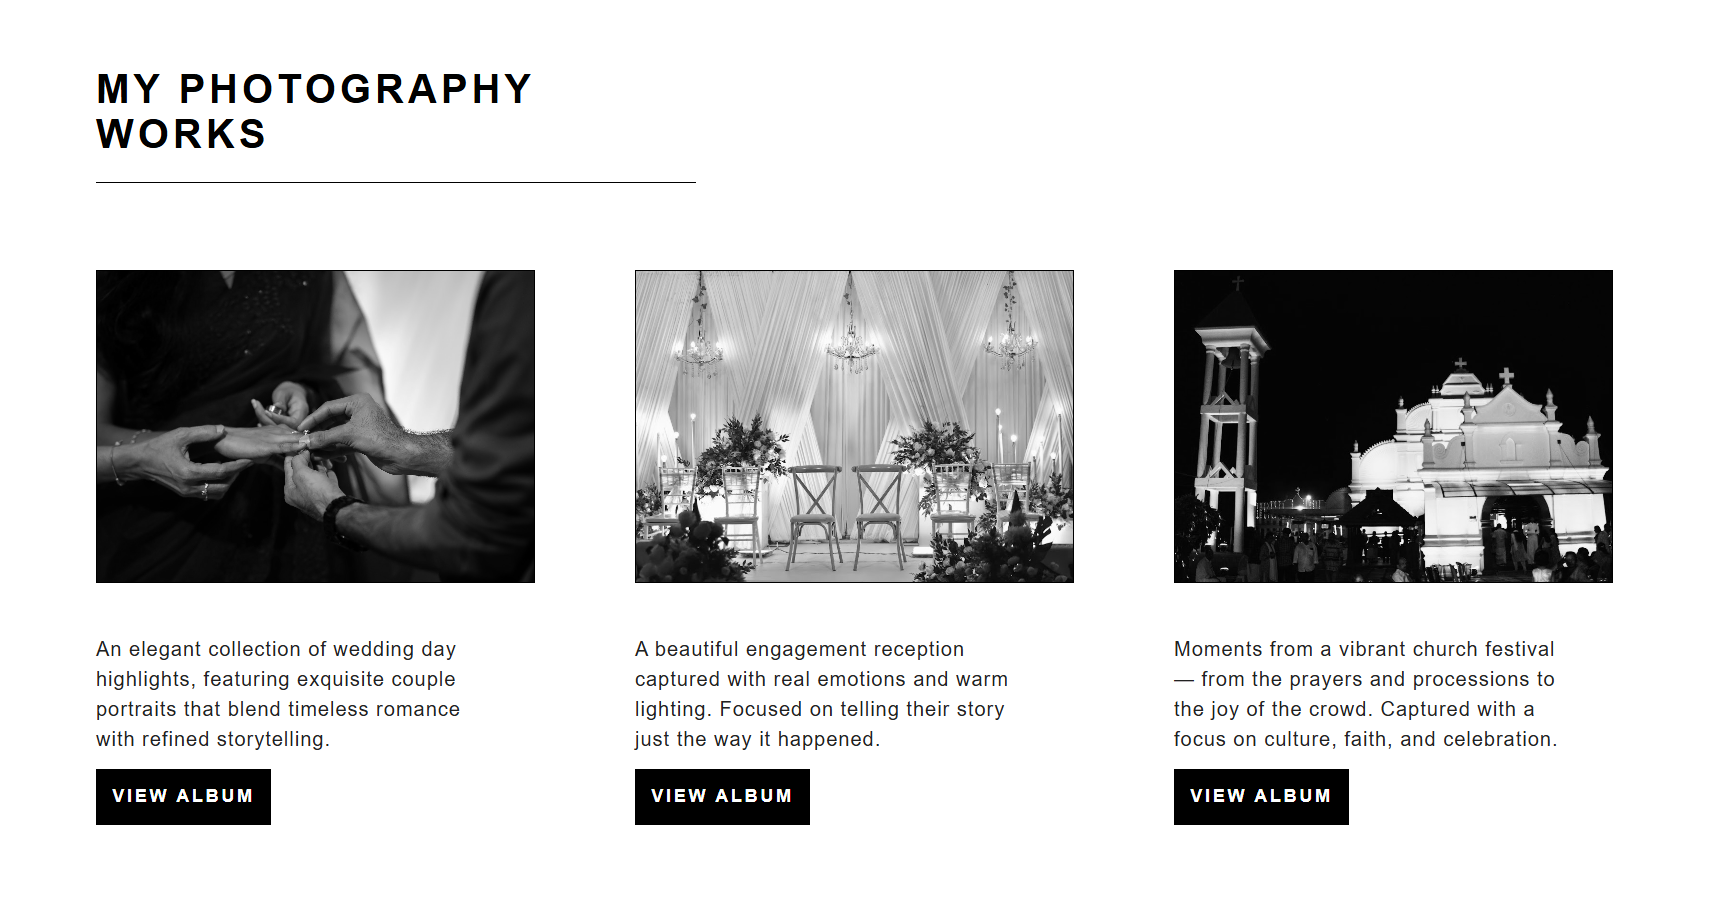 MY PHOTOGRAPHY
WORKS
An elegant collection of wedding day
highlights, featuring exquisite couple
portraits that blend timeless romance
with refined storytelling.
VIEW ALBUM
A beautiful engagement reception
captured with real emotions and warm
lighting. Focused on telling their story
just the way it happened.
VIEW ALBUM
Moments from a vibrant church festival
— from the prayers and processions to
the joy of the crowd. Captured with a
focus on culture, faith, and celebration.
VIEW ALBUM